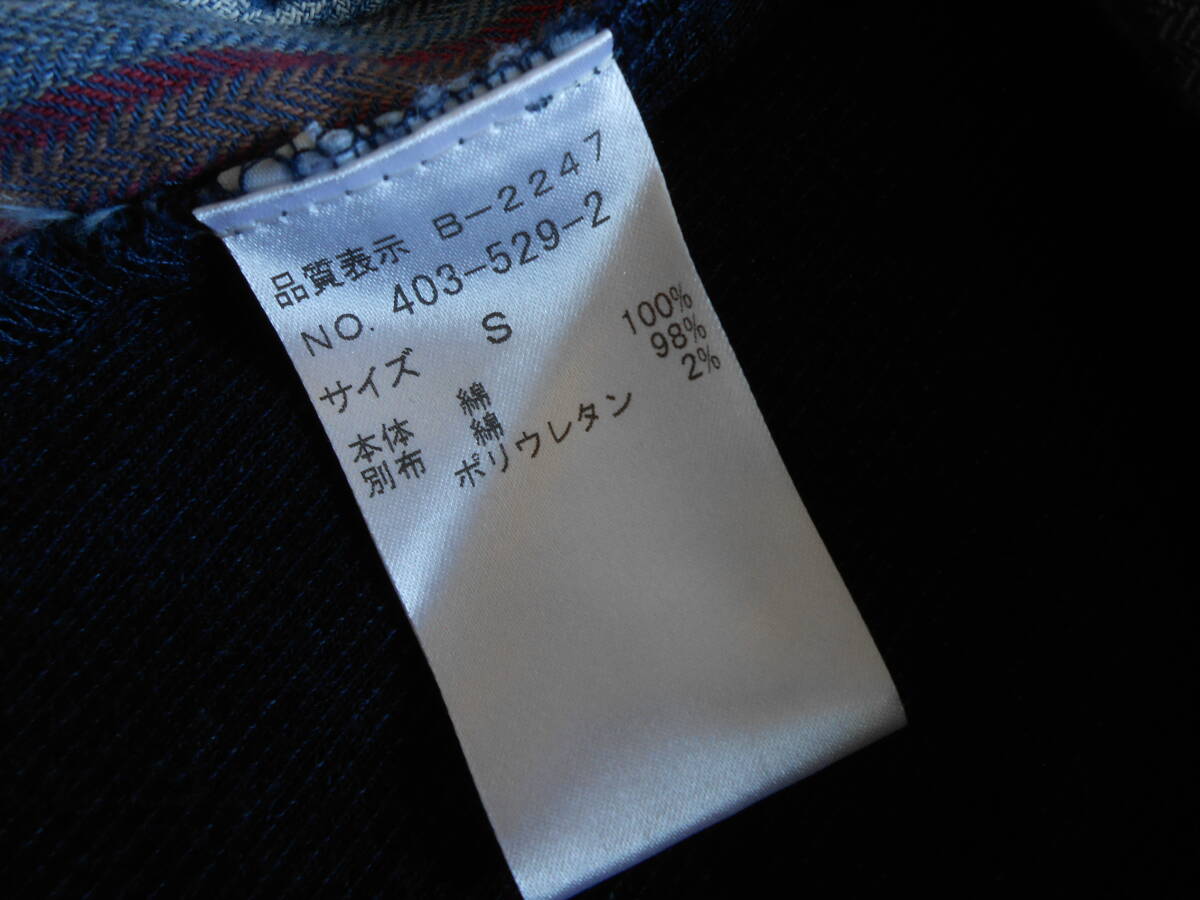 品質表示 B-2247
NO. 403-529-2
サイズ S
本体 綿 100%
別布 綿 98%
ポリウレタン 2%